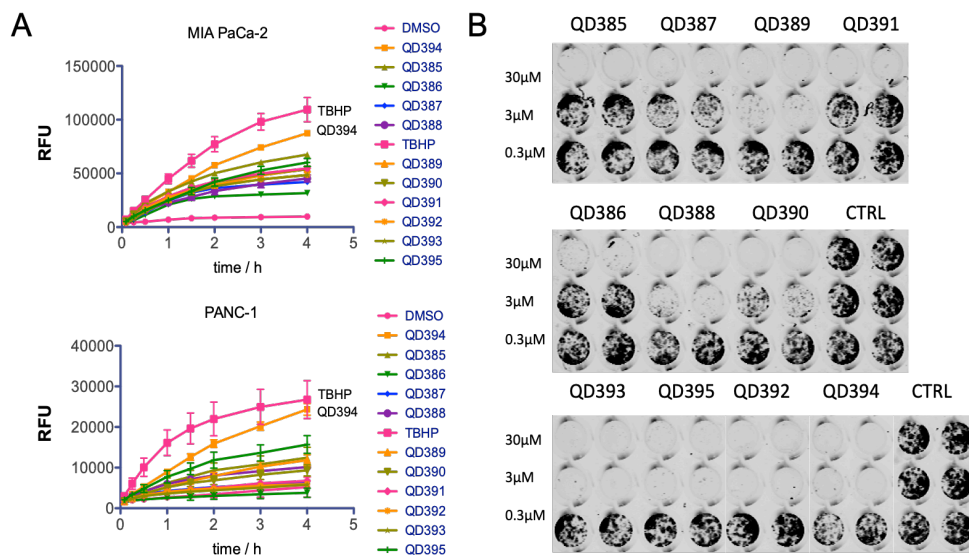 A
MIA PaCa-2
RFU
150000
100000
50000
0
0 1 2 3 4 5
time / h
TBHP
QD394
DMSO
QD394
QD385
QD386
QD387
QD388
TBHP
QD389
QD390
QD391
QD392
QD393
QD395
PANC-1
RFU
40000
30000
20000
10000
0
0 1 2 3 4 5
time / h
TBHP
QD394
DMSO
QD394
QD385
QD386
QD387
QD388
TBHP
QD389
QD390
QD391
QD392
QD393
QD395
B
QD385 QD387 QD389 QD391
30μM
3μM
0.3μM
QD386 QD388 QD390 CTRL
30μM
3μM
0.3μM
QD393 QD395 QD392 QD394 CTRL
30μM
3μM
0.3μM